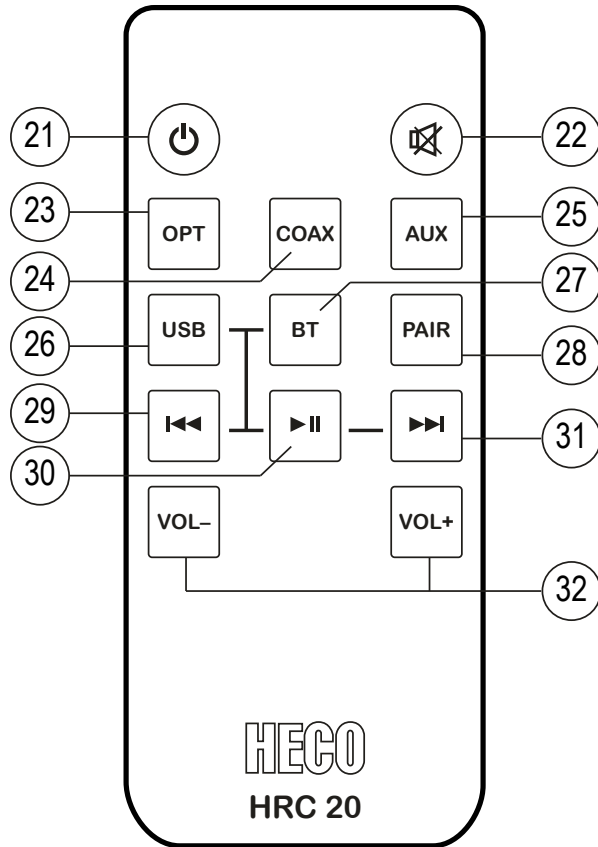 21
22
23
OPT
COAX
AUX
25
24
27
26
USB
BT
PAIR
28
29
31
30
VOL–
VOL+
32
HECO
HRC 20